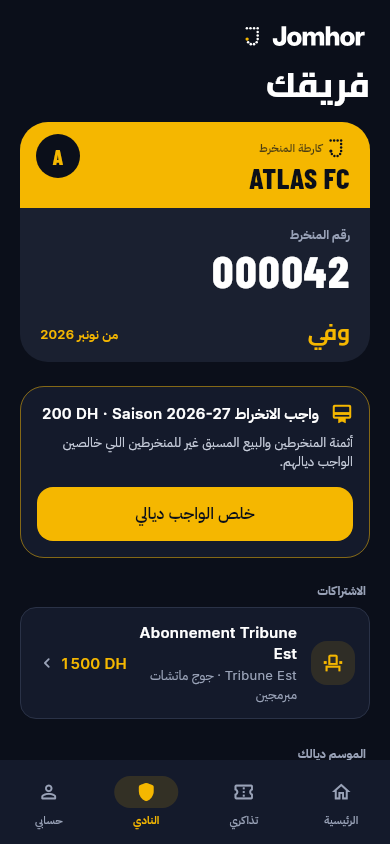 Jomhor
فريقك
كارطة المنخرط
ATLAS FC
A
رقم المنخرط
000042
وفي
من نونبر 2026
واجب الانخراط 200 DH · Saison 2026-27
أثمنة المنخرطين والبيع المسبق غير للمنخرطين اللي خالصين
الواجب ديالهم.
خلص الواجب ديالي
الاشتراكات
Abonnement Tribune
Est
Tribune Est · جوج ماتشات
مبرمجين
1500 DH
الموسم ديالك
الرئيسية
تذاكري
النادي
حسابي